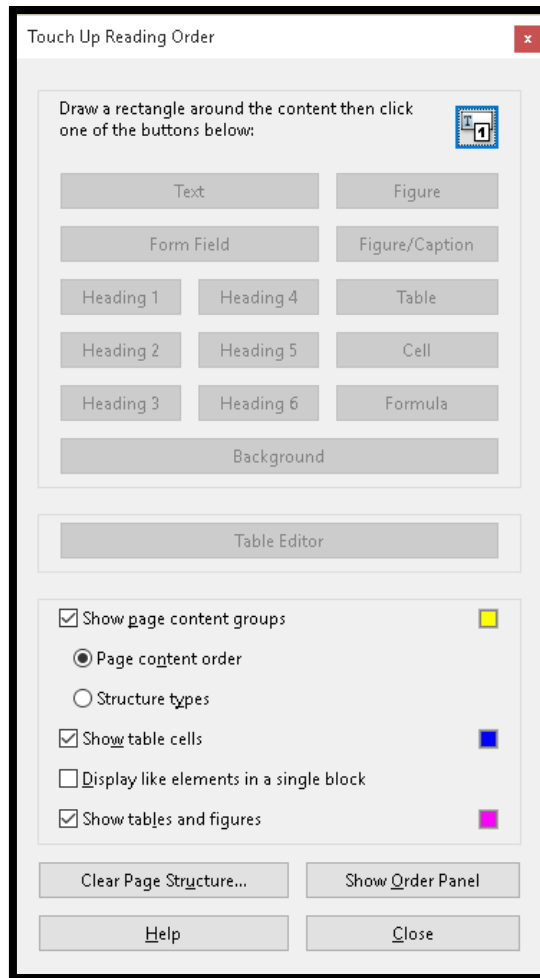 Touch Up Reading Order
x
Draw a rectangle around the content then click
one of the buttons below:
T
1
Text
Figure
Form Field
Figure/Caption
Heading 1
Heading 4
Table
Heading 2
Heading 5
Cell
Heading 3
Heading 6
Formula
Background
Table Editor
Show page content groups
Page content order
Structure types
Show table cells
Display like elements in a single block
Show tables and figures
Clear Page Structure...
Show Order Panel
Help
Close